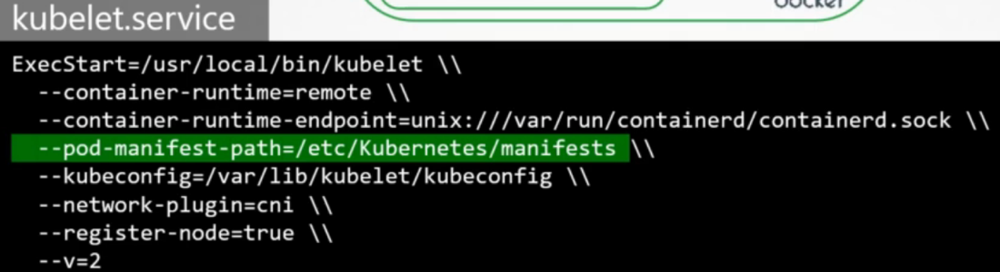 kubelet.service
docker
ExecStart=/usr/local/bin/kubelet \\
--container-runtime=remote \\
--container-runtime-endpoint=unix:///var/run/containerd/containerd.sock \\
--pod-manifest-path=/etc/Kubernetes/manifests \\
--kubeconfig=/var/lib/kubelet/kubeconfig \\
--network-plugin=cni \\
--register-node=true \\
--v=2